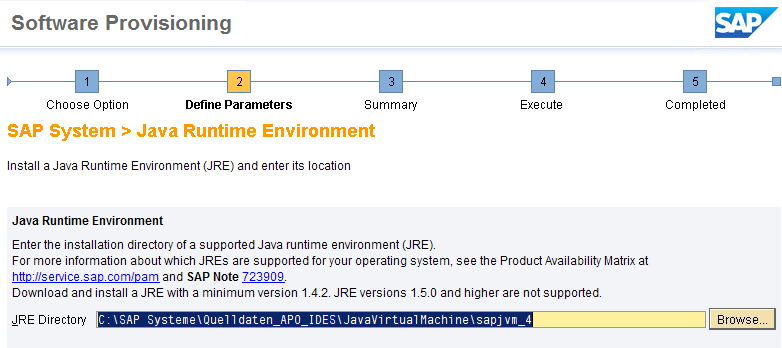 Software Provisioning
SAP
1 2 3 4 5
Choose Option Define Parameters Summary Execute Completed
SAP System > Java Runtime Environment
Install a Java Runtime Environment (JRE) and enter its location
Java Runtime Environment
Enter the installation directory of a supported Java runtime environment (JRE).
For more information about which JREs are supported for your operating system, see the Product Availability Matrix at
http://service.sap.com/pam and SAP Note 723909.
Download and install a JRE with a minimum version 1.4.2. JRE versions 1.5.0 and higher are not supported.
JRE Directory C:\SAP Systeme\Quelldaten_APO_IDES\JavaVirtualMachine\sapjvm_4 Browse...